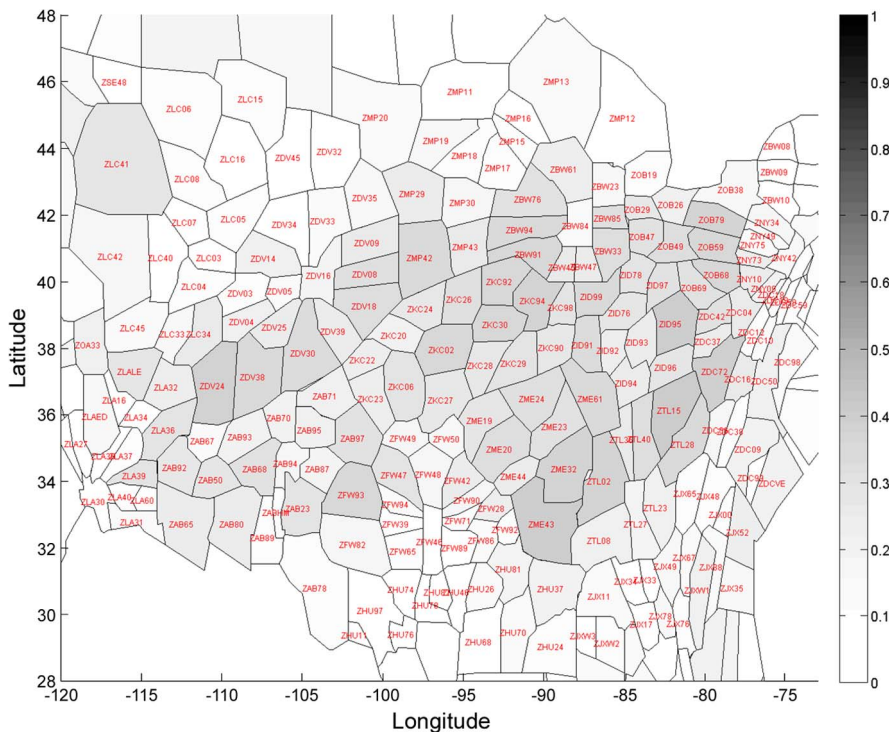 48
46
44
42
40
38
36
34
32
30
28
-120
-115
-110
-105
-100
-95
-90
-85
-80
-75
Longitude
Latitude
1
0.9
0.8
0.7
0.6
0.5
0.4
0.3
0.2
0.1
0
ZSE48
ZLC06
ZLC15
ZMP20
ZMP11
ZMP13
ZMP16
ZMP12
ZLC41
ZLC16
ZDV45
ZDV32
ZMP19
ZMP15
ZMP18
ZMP17
ZBW08
ZLC08
ZBW61
ZOB19
ZBW09
ZDV35
ZMP29
ZMP30
ZBW76
ZBW23
ZOB29
ZOB26
ZOB38
ZBW10
ZLC07
ZLC05
ZDV34
ZDV33
ZBW94
ZBW84
ZBW85
ZOB79
ZNY34
ZLC42
ZLC40
ZLC03
ZDV14
ZDV09
ZMP42
ZMP43
ZBW91
ZBW33
ZOB47
ZOB49
ZOB59
ZNY75
ZNY73
ZNY42
ZLC04
ZDV03
ZDV05
ZDV16
ZDV08
ZKC92
ZBW47
ZID78
ZID97
ZOB69
ZOB68
ZNY10
ZLC45
ZLC33
ZLC34
ZDV04
ZDV25
ZDV39
ZDV18
ZKC24
ZKC26
ZKC94
ZKC98
ZID99
ZID76
ZID95
ZDC42
ZDC04
ZOA33
ZKC20
ZKC30
ZID93
ZDC37
ZDC12
ZDC10
ZLALE
ZLA32
ZDV24
ZDV38
ZDV30
ZKC22
ZKC02
ZKC28
ZKC29
ZKC90
ZID91
ZID92
ZID96
ZDC72
ZDC16
ZDC50
ZDC98
ZLA16
ZLAED
ZLA34
ZLA36
ZAB70
ZAB71
ZKC23
ZKC06
ZKC27
ZME24
ZME61
ZID94
ZTL15
ZLA27
ZLA37
ZAB67
ZAB93
ZAB95
ZAB97
ZFW49
ZFW50
ZME19
ZME23
ZTL40
ZTL28
ZDC09
ZLA39
ZAB92
ZAB50
ZAB68
ZAB94
ZAB87
ZFW93
ZFW47
ZFW48
ZFW42
ZME20
ZME44
ZME32
ZTL02
ZDCVE
ZLA30
ZLA40
ZLA60
ZLA31
ZAB65
ZAB80
ZAB23
ZAB89
ZFW94
ZFW39
ZFW82
ZFW65
ZFW46
ZFW90
ZFW71
ZFW28
ZFW86
ZFW89
ZFW92
ZME43
ZTL08
ZTL23
ZTL27
ZJX65
ZJX48
ZJX00
ZJX52
ZAB78
ZHU97
ZHU74
ZHU78
ZHU26
ZHU81
ZHU37
ZJX11
ZJX33
ZJX49
ZJX67
ZJX88
ZJXW1
ZJX35
ZHU11
ZHU76
ZHU68
ZHU70
ZHU24
ZJXW3
ZJXW2
ZJX17
ZJX78
ZJX76